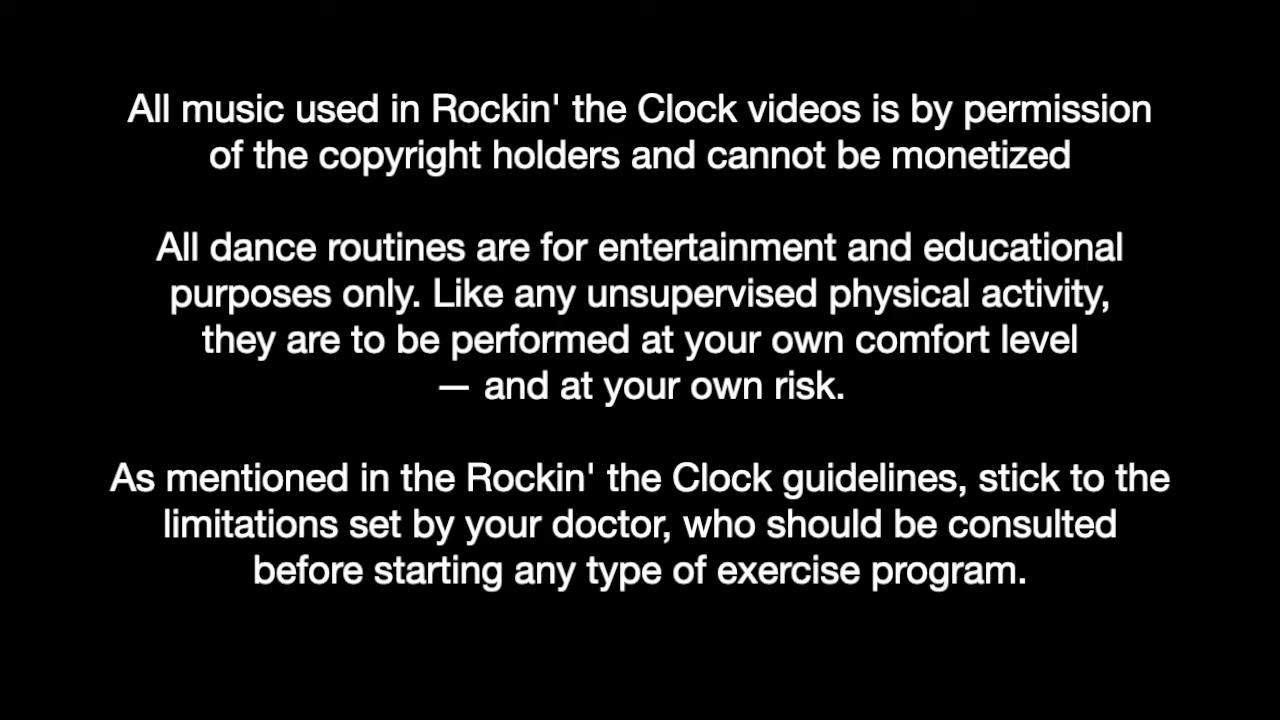 All music used in Rockin' the Clock videos is by permission
of the copyright holders and cannot be monetized
All dance routines are for entertainment and educational
purposes only. Like any unsupervised physical activity,
they are to be performed at your own comfort level
— and at your own risk.
As mentioned in the Rockin' the Clock guidelines, stick to the
limitations set by your doctor, who should be consulted
before starting any type of exercise program.